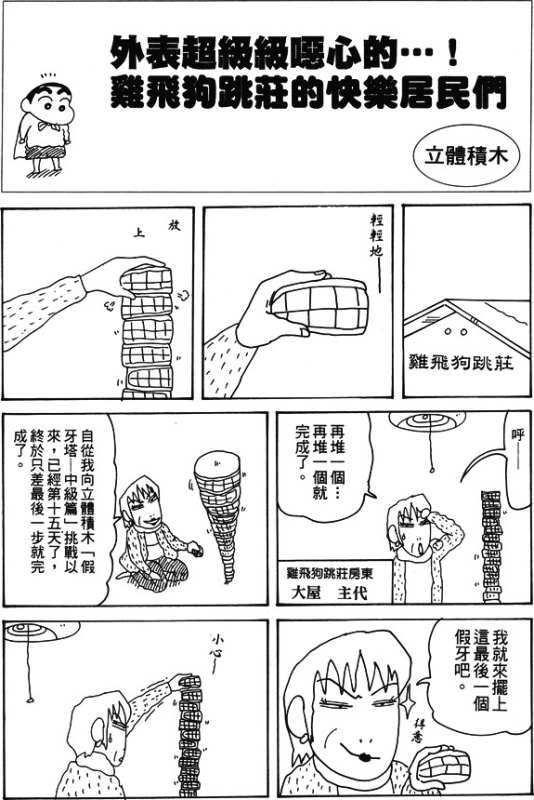 外表超級級噁心的…！
雞飛狗跳莊的快樂居民們
立體積木
雞飛狗跳莊
輕輕地——
放
上
呼——
再堆一個…
再堆一個就
完成了。
雞飛狗跳莊房東
大屋　主代
自從我向立體積木「假
牙塔——中級篇」挑戰以
來，已經第十五天了，
終於只差最後一步就完
成了。
我就來擺上
這最後一個
假牙吧。
得意
小心——